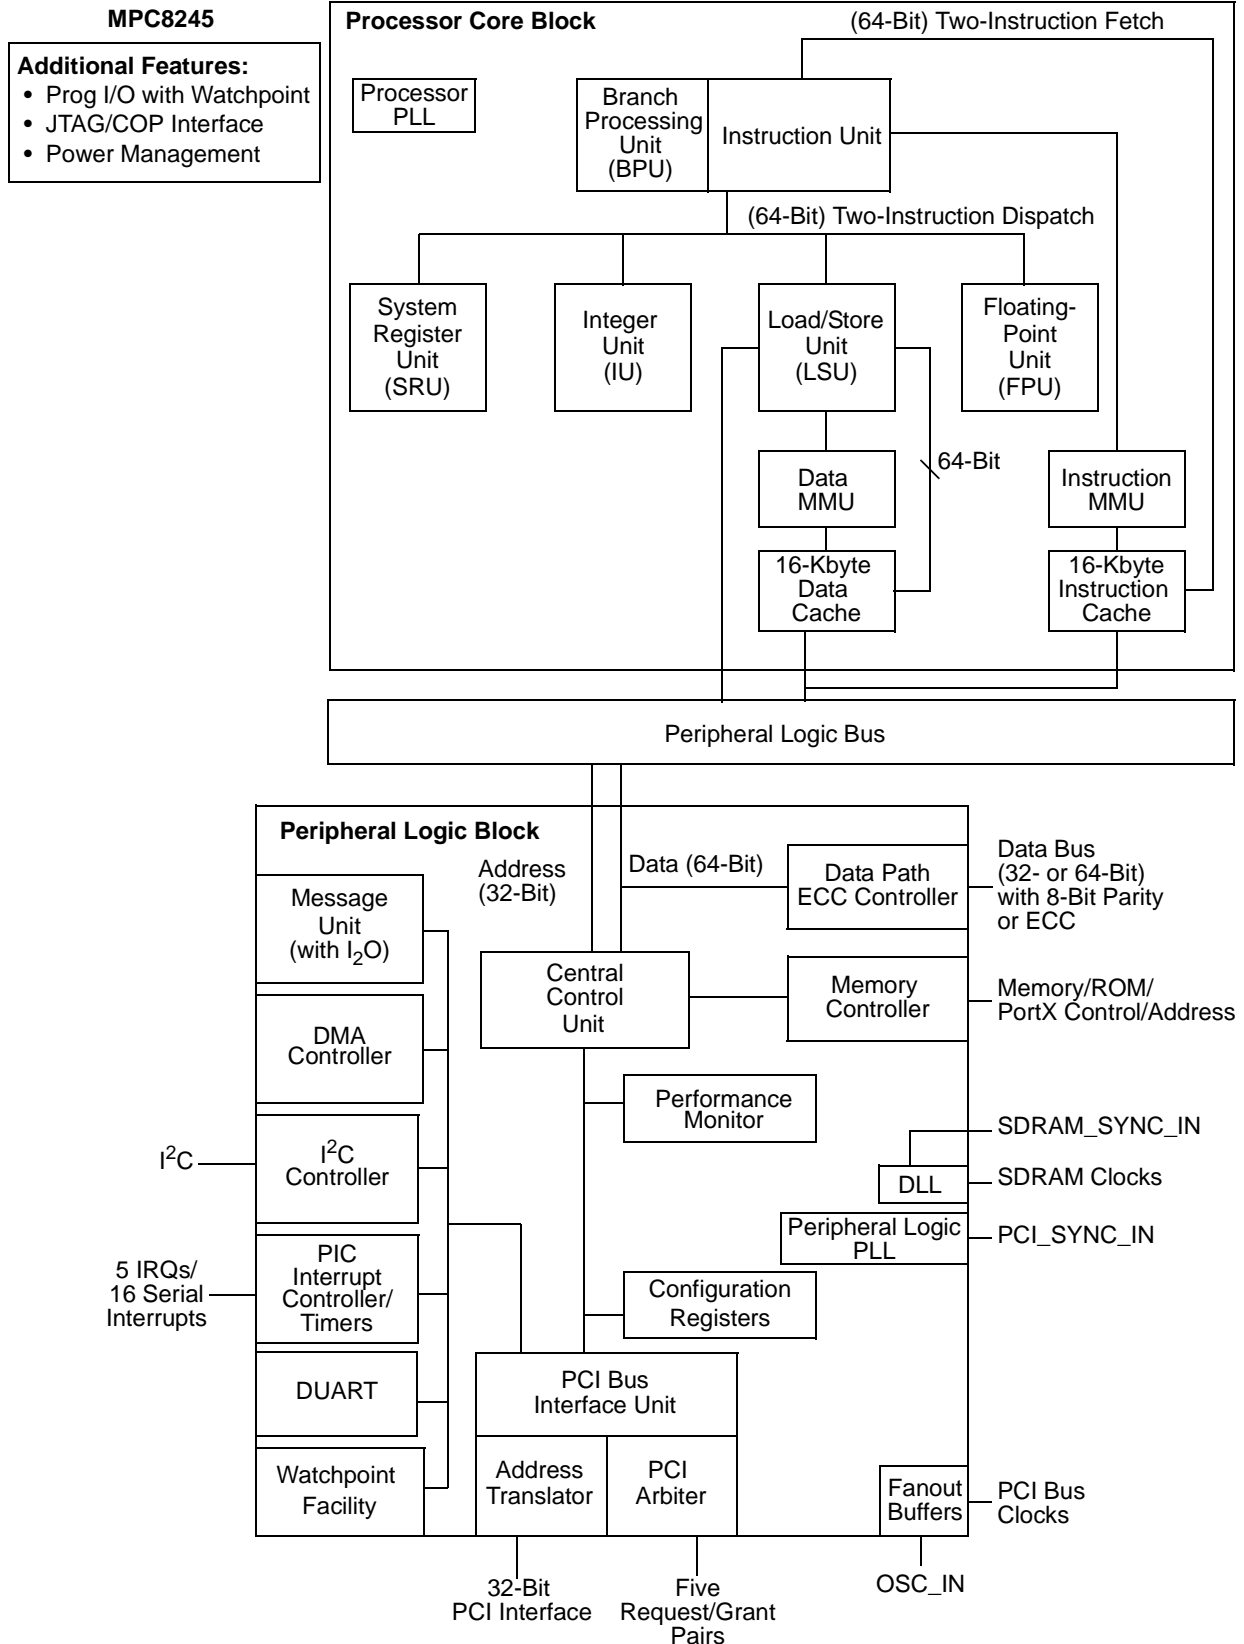 MPC8245
Additional Features:
• Prog I/O with Watchpoint
• JTAG/COP Interface
• Power Management
Processor Core Block
(64-Bit) Two-Instruction Fetch
Processor
PLL
Branch
Processing
Unit
(BPU)
Instruction Unit
(64-Bit) Two-Instruction Dispatch
System
Register
Unit
(SRU)
Integer
Unit
(IU)
Load/Store
Unit
(LSU)
Floating-
Point
Unit
(FPU)
64-Bit
Data
MMU
Instruction
MMU
16-Kbyte
Data
Cache
16-Kbyte
Instruction
Cache
Peripheral Logic Bus
Peripheral Logic Block
Address
(32-Bit)
Data (64-Bit)
Data Path
ECC Controller
Data Bus
(32- or 64-Bit)
with 8-Bit Parity
or ECC
Message
Unit
(with I₂O)
Central
Control
Unit
Memory
Controller
Memory/ROM/
PortX Control/Address
DMA
Controller
Performance
Monitor
SDRAM_SYNC_IN
I²C
I²C
Controller
DLL
SDRAM Clocks
Peripheral Logic
PLL
PCI_SYNC_IN
5 IRQs/
16 Serial
Interrupts
PIC
Interrupt
Controller/
Timers
Configuration
Registers
DUART
PCI Bus
Interface Unit
Watchpoint
Facility
Address
Translator
PCI
Arbiter
Fanout
Buffers
PCI Bus
Clocks
32-Bit
PCI Interface
Five
Request/Grant
Pairs
OSC_IN